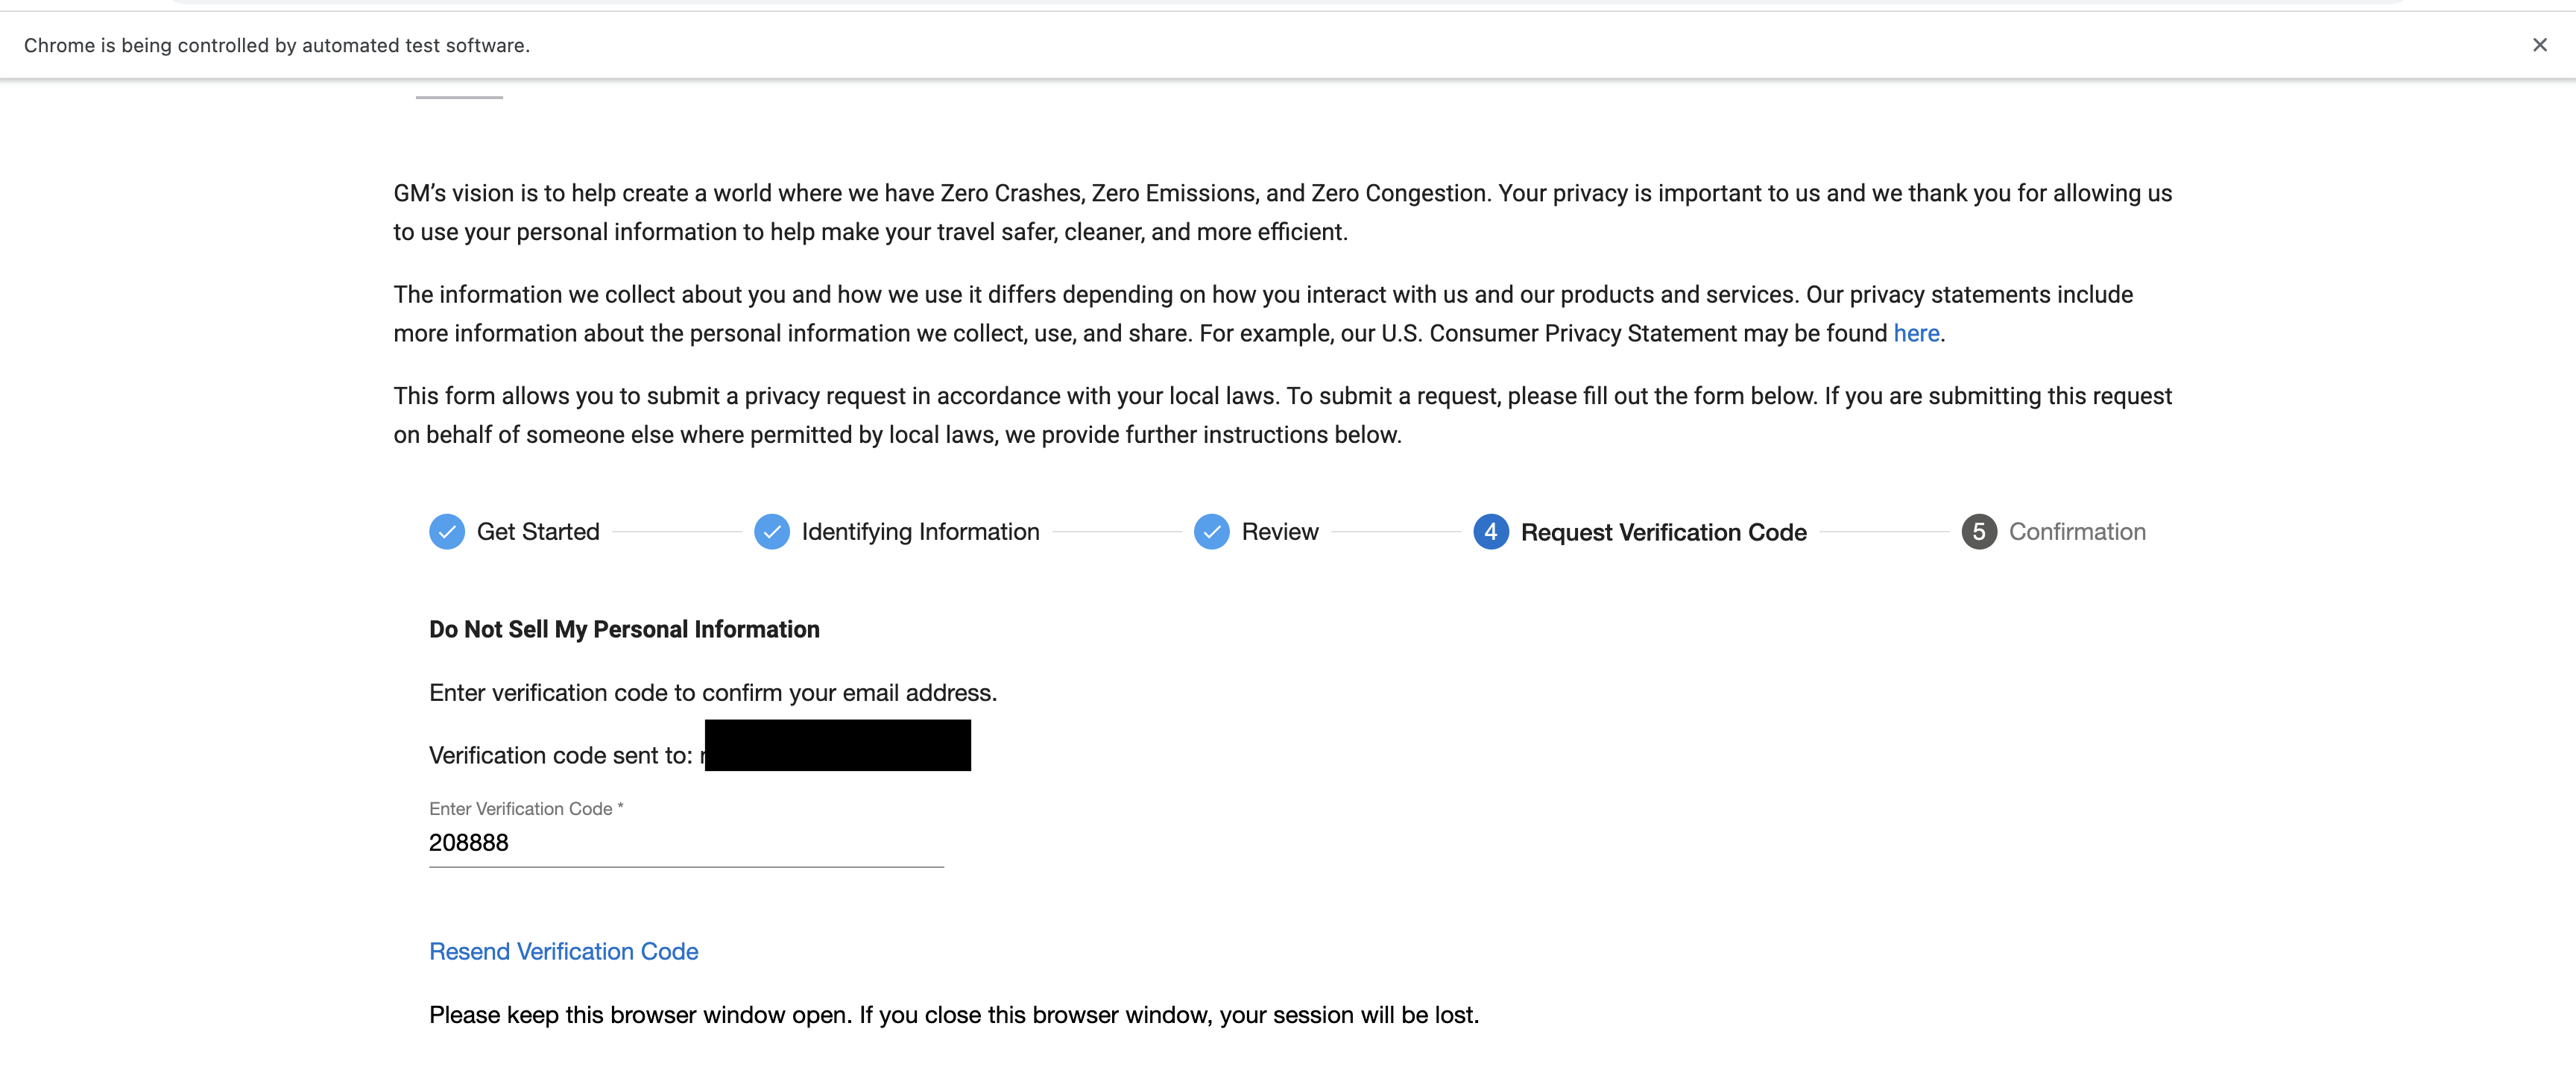 Chrome is being controlled by automated test software.
GM’s vision is to help create a world where we have Zero Crashes, Zero Emissions, and Zero Congestion. Your privacy is important to us and we thank you for allowing us
to use your personal information to help make your travel safer, cleaner, and more efficient.
The information we collect about you and how we use it differs depending on how you interact with us and our products and services. Our privacy statements include
more information about the personal information we collect, use, and share. For example, our U.S. Consumer Privacy Statement may be found here.
This form allows you to submit a privacy request in accordance with your local laws. To submit a request, please fill out the form below. If you are submitting this request
on behalf of someone else where permitted by local laws, we provide further instructions below.
Get Started Identifying Information Review 4 Request Verification Code 5 Confirmation
Do Not Sell My Personal Information
Enter verification code to confirm your email address.
Verification code sent to:
Enter Verification Code *
208888
Resend Verification Code
Please keep this browser window open. If you close this browser window, your session will be lost.